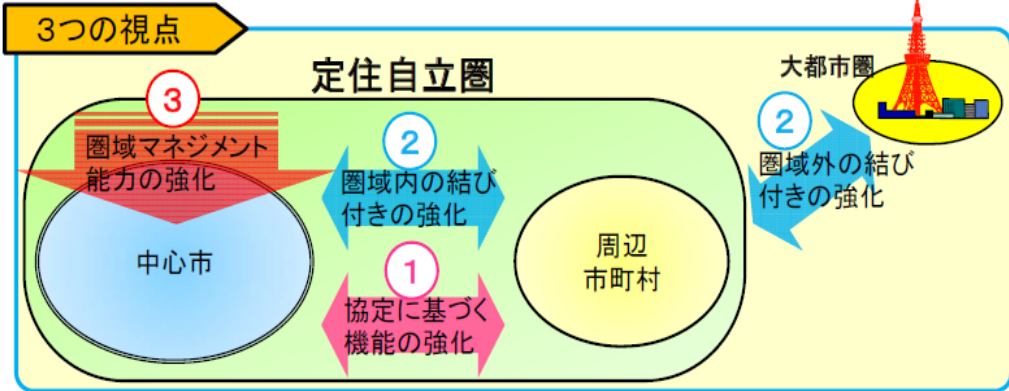 3つの視点
定住自立圏
大都市圏
3
圏域マネジメント
能力の強化
2
圏域内の結び
付きの強化
2
圏域外の結び
付きの強化
中心市
周辺
市町村
1
協定に基づく
機能の強化